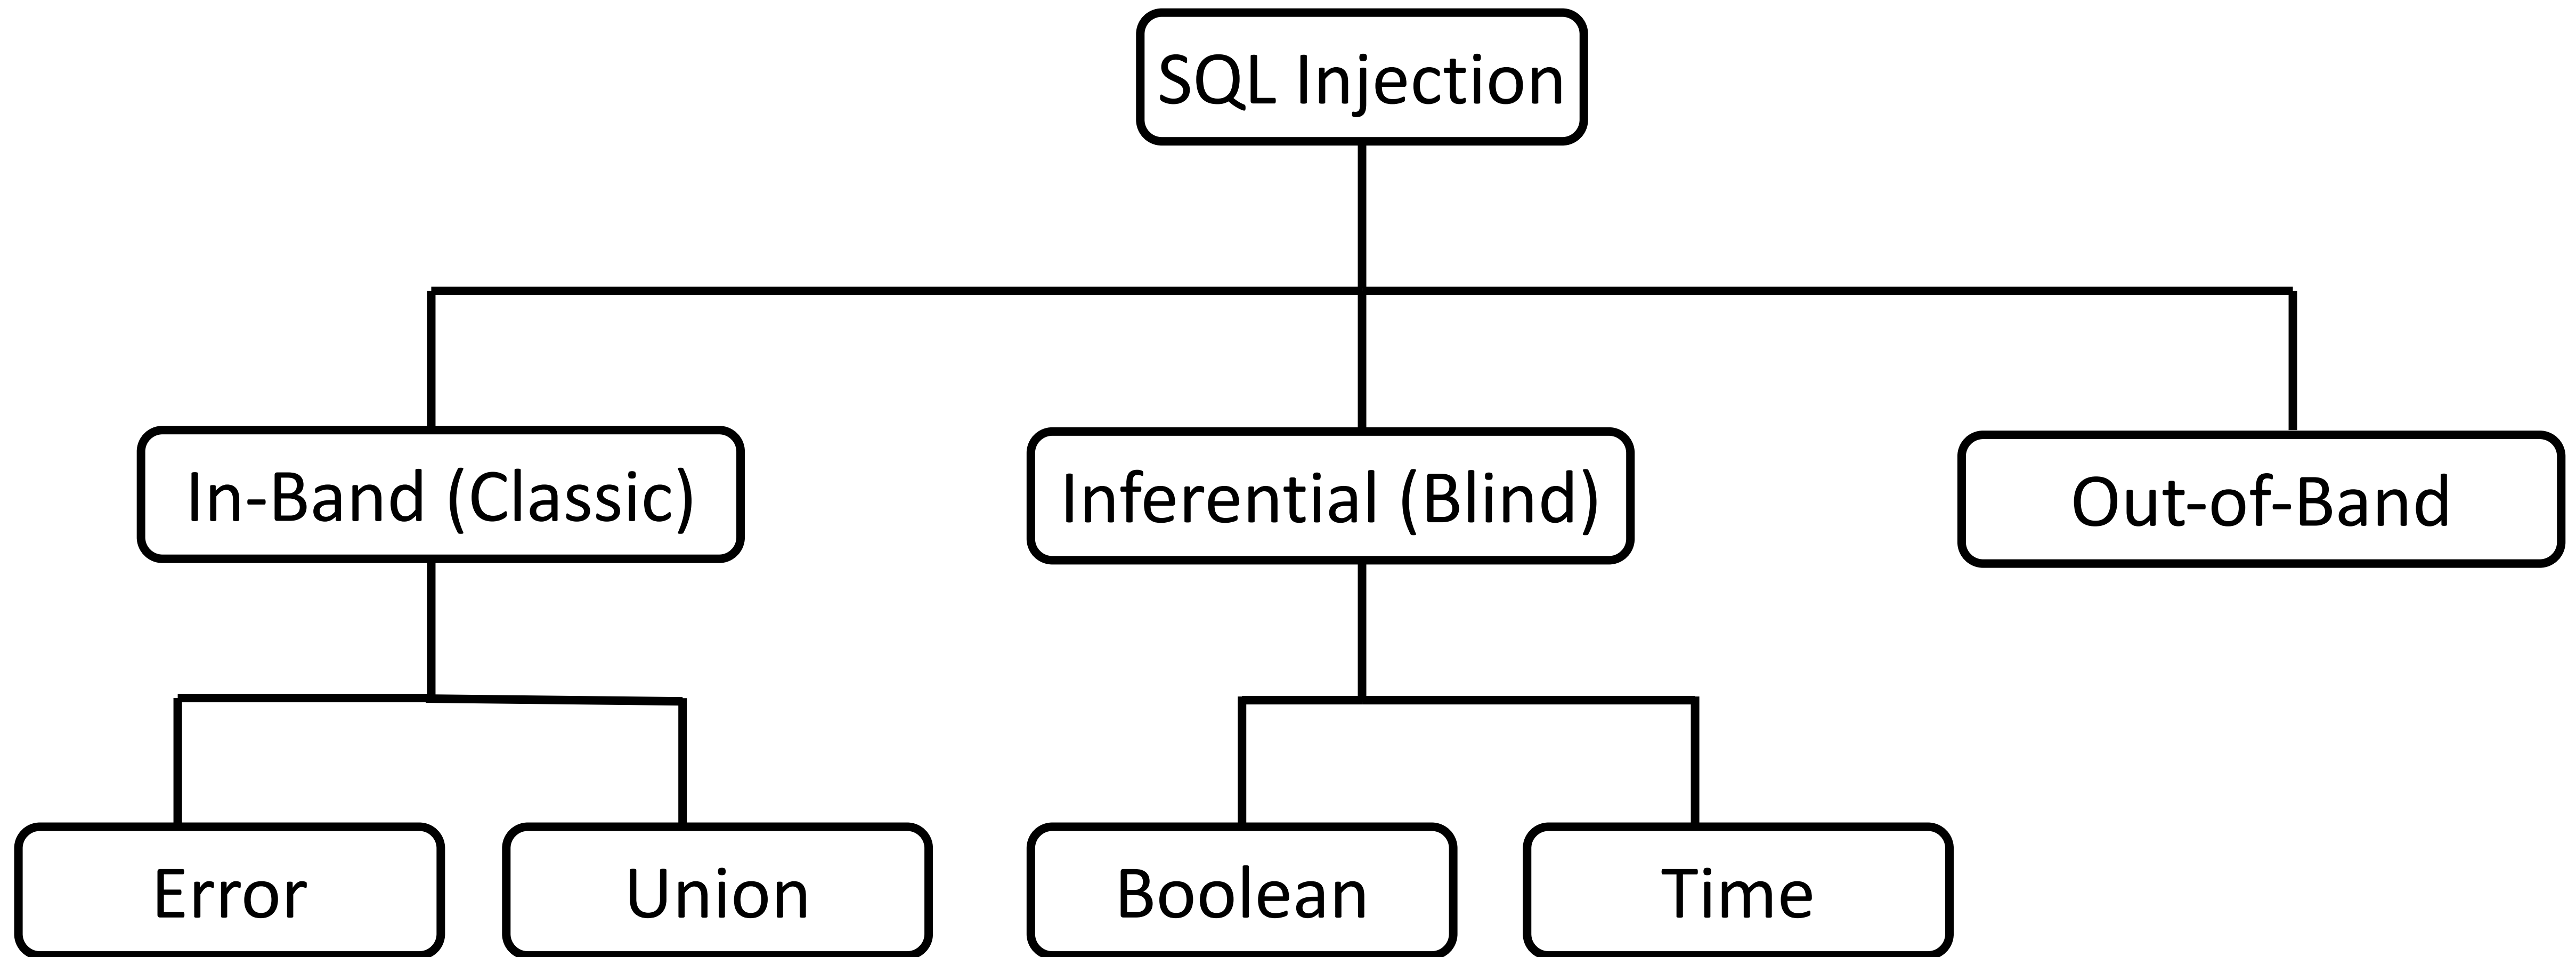 SQL Injection
In-Band (Classic)
Inferential (Blind)
Out-of-Band
Error
Union
Boolean
Time